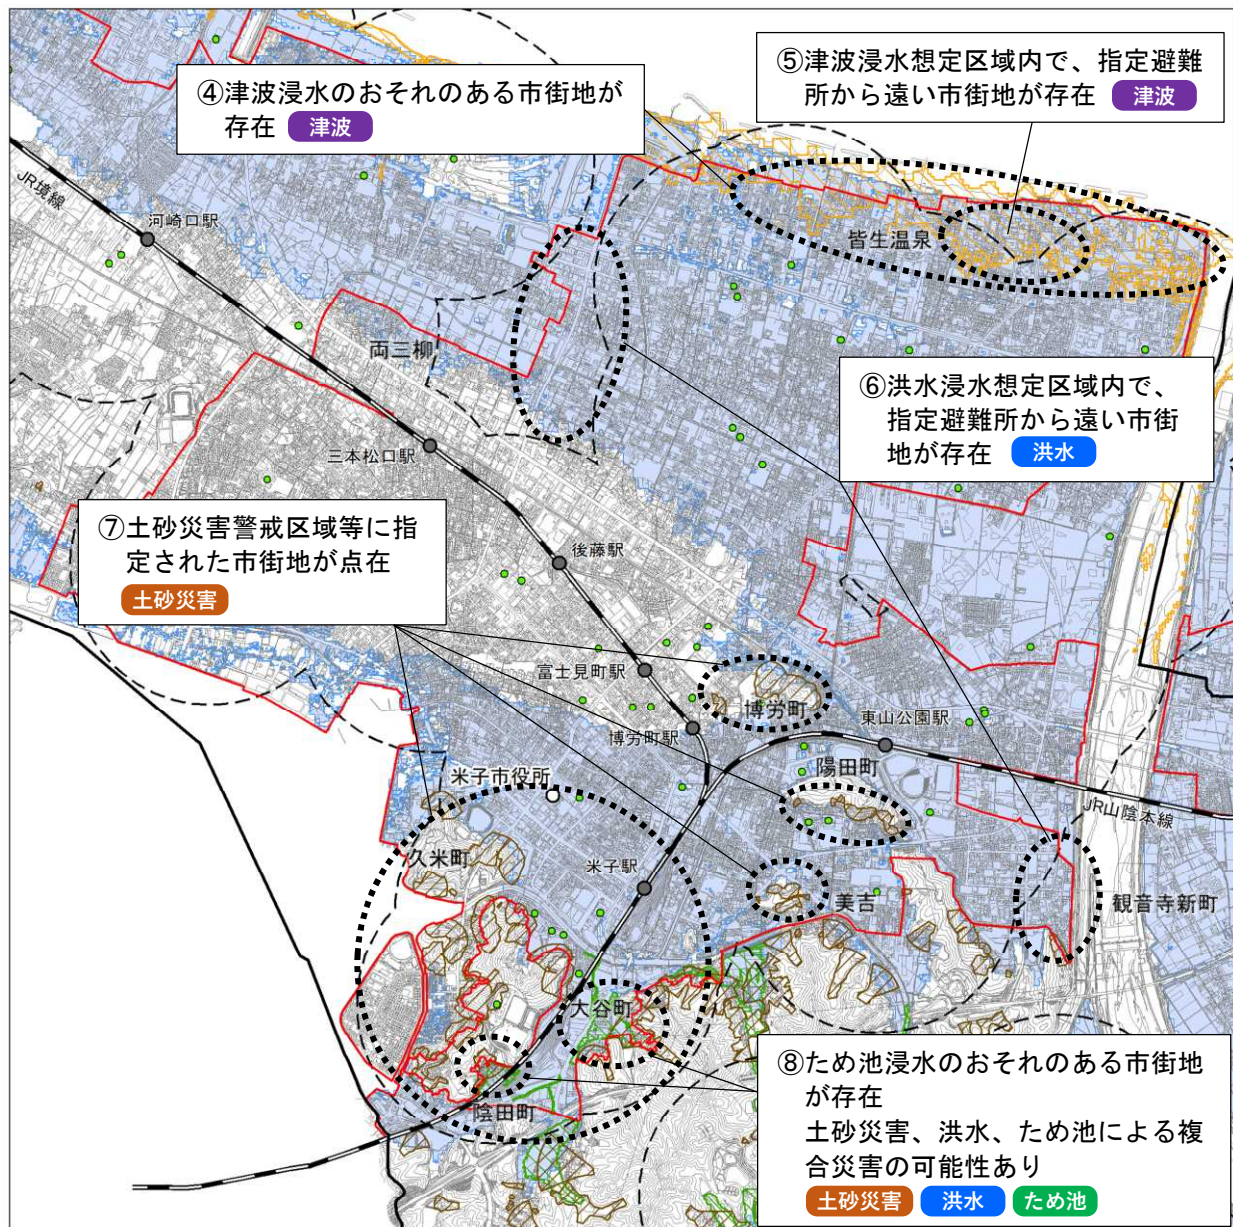 ④津波浸水のおそれのある市街地が
存在 津波
⑤津波浸水想定区域内で、指定避難
所から遠い市街地が存在 津波
JR境線
河崎口駅
皆生温泉
両三柳
⑥洪水浸水想定区域内で、
指定避難所から遠い市街
地が存在 洪水
三本松口駅
⑦土砂災害警戒区域等に指
定された市街地が点在
土砂災害
後藤駅
富士見町駅
博労町
博労町駅
東山公園駅
陽田町
米子市役所
JR山陰本線
久米町
米子駅
美吉
観音寺新町
大谷町
陰田町
⑧ため池浸水のおそれのある市街地
が存在
土砂災害、洪水、ため池による複
合災害の可能性あり
土砂災害 洪水 ため池